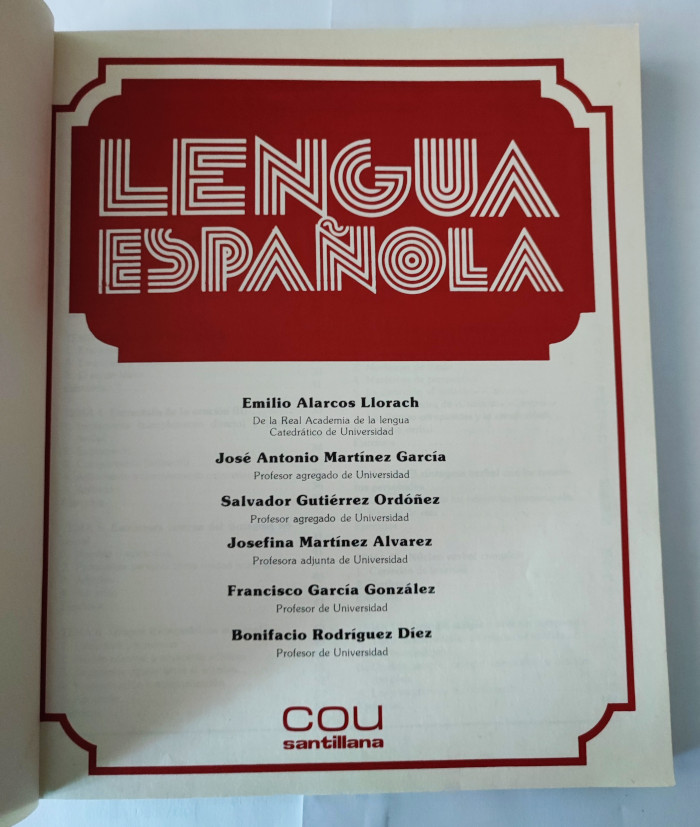 LENGUA
ESPAÑOLA
Emilio Alarcos Llorach
De la Real Academia de la lengua
Catedrático de Universidad
José Antonio Martínez García
Profesor agregado de Universidad
Salvador Gutiérrez Ordóñez
Profesor agregado de Universidad
Josefina Martínez Alvarez
Profesora adjunta de Universidad
Francisco García González
Profesor de Universidad
Bonifacio Rodríguez Díez
Profesor de Universidad
cou
santillana